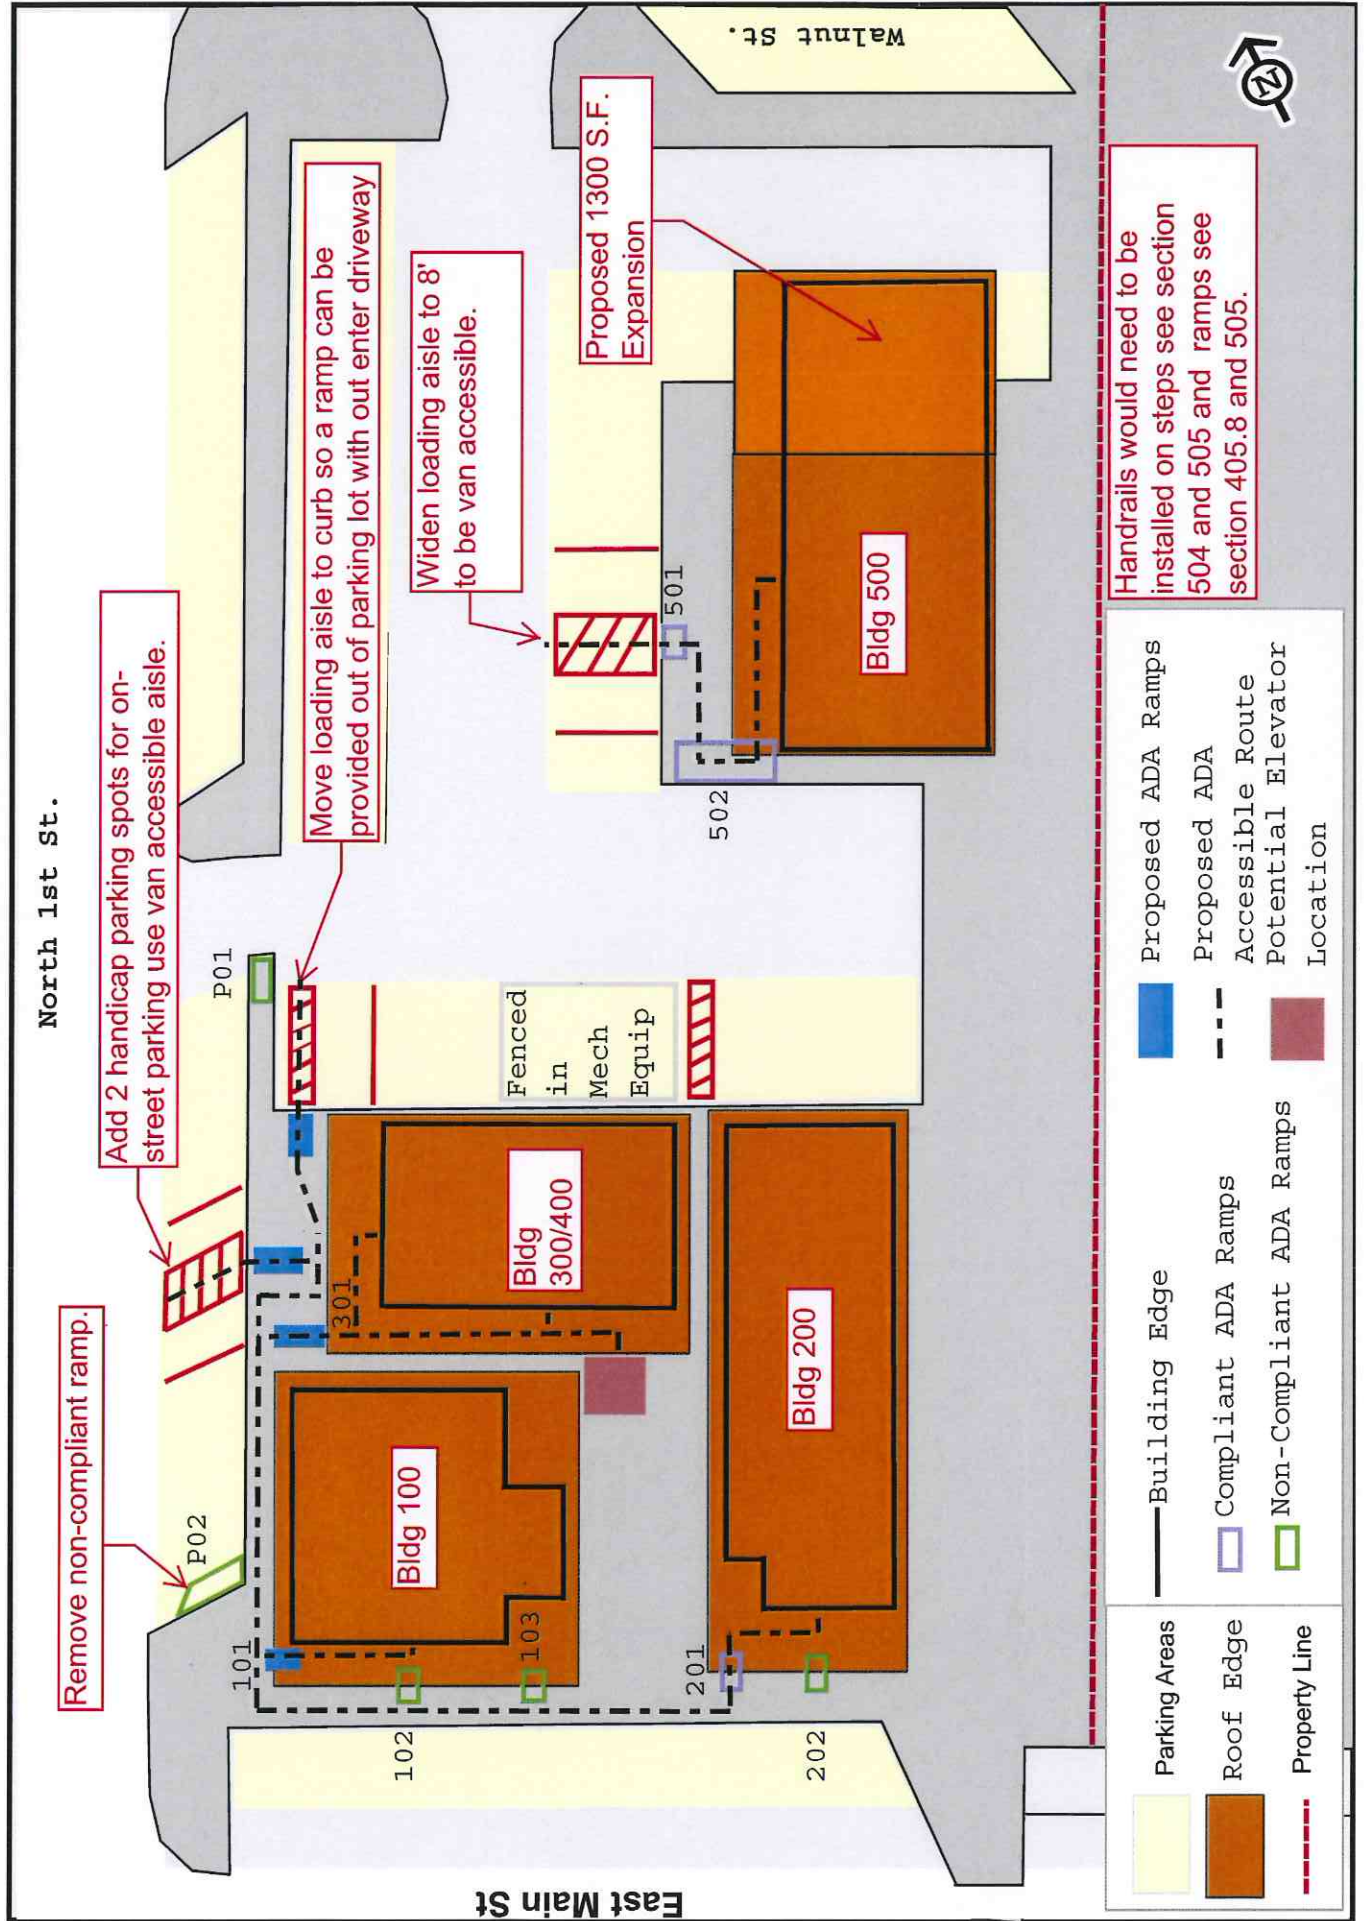 North 1st St.
Remove non-compliant ramp.
Add 2 handicap parking spots for on-
street parking use van accessible aisle.
Move loading aisle to curb so a ramp can be
provided out of parking lot with out enter driveway
Widen loading aisle to 8'
to be van accessible.
Proposed 1300 S.F.
Expansion
Walnut St.
N
P02
P01
101
102
103
201
202
301
501
502
Bldg 100
Bldg
300/400
Bldg 200
Bldg 500
Fenced
in
Mech
Equip
East Main St
Handrails would need to be
installed on steps see section
504 and 505 and ramps see
section 405.8 and 505.
Parking Areas
Roof Edge
Property Line
Building Edge
Compliant ADA Ramps
Non-Compliant ADA Ramps
Proposed ADA Ramps
Proposed ADA
Accessible Route
Potential Elevator
Location